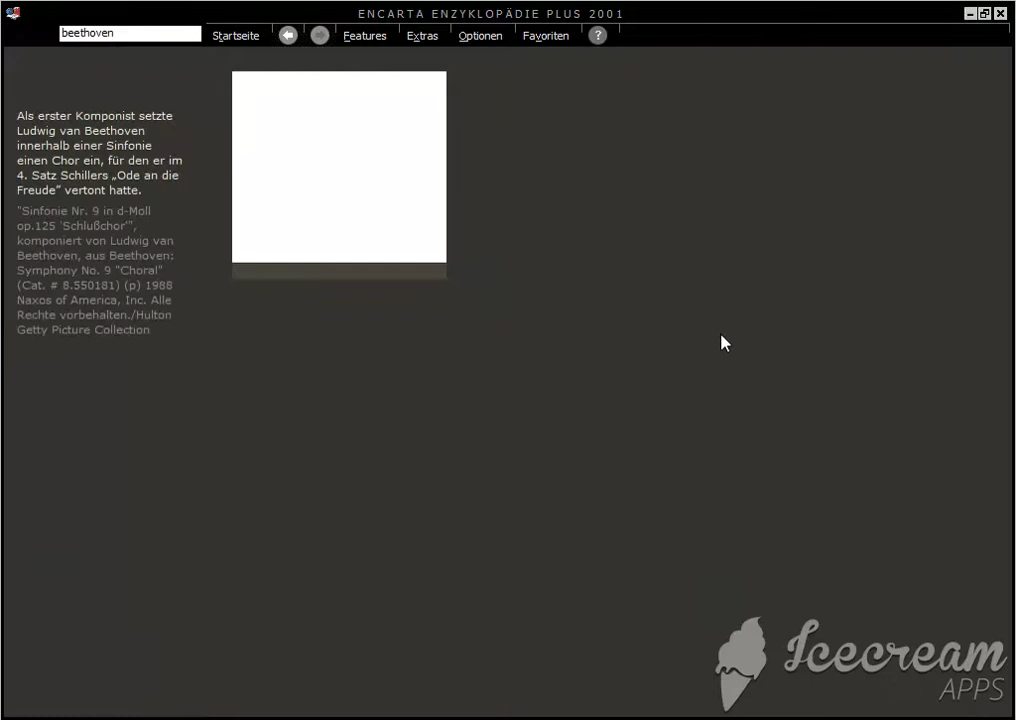 ENCARTA ENZYKLOPÄDIE PLUS 2001
beethoven
Startseite Features Extras Optionen Favoriten ?
Als erster Komponist setzte
Ludwig van Beethoven
innerhalb einer Sinfonie
einen Chor ein, für den er im
4. Satz Schillers „Ode an die
Freude” vertont hatte.
"Sinfonie Nr. 9 in d-Moll
op.125 'Schlußchor'",
komponiert von Ludwig van
Beethoven, aus Beethoven:
Symphony No. 9 "Choral"
(Cat. # 8.550181) (p) 1988
Naxos of America, Inc. Alle
Rechte vorbehalten./Hulton
Getty Picture Collection
Icecream
APPS